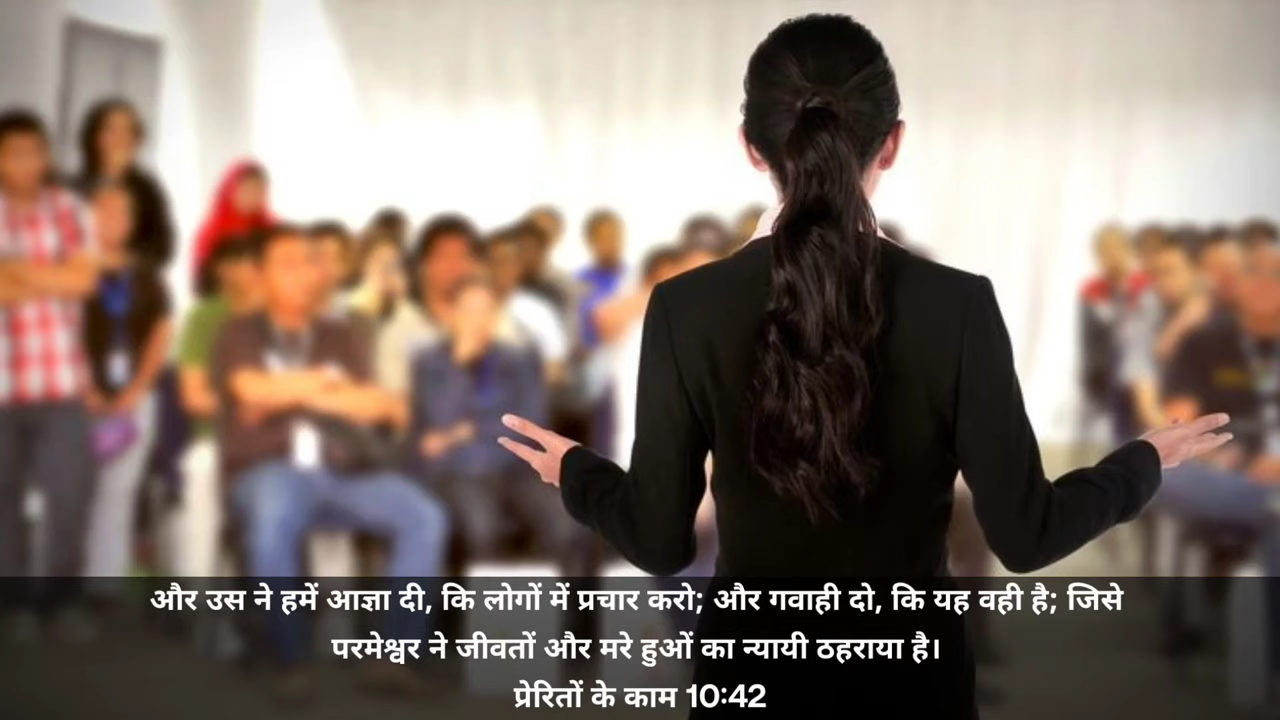 और उस ने हमें आज्ञा दी, कि लोगों में प्रचार करो; और गवाही दो, कि यह वही है; जिसे
परमेश्वर ने जीवतों और मरे हुओं का न्यायी ठहराया है।
प्रेरितों के काम 10:42